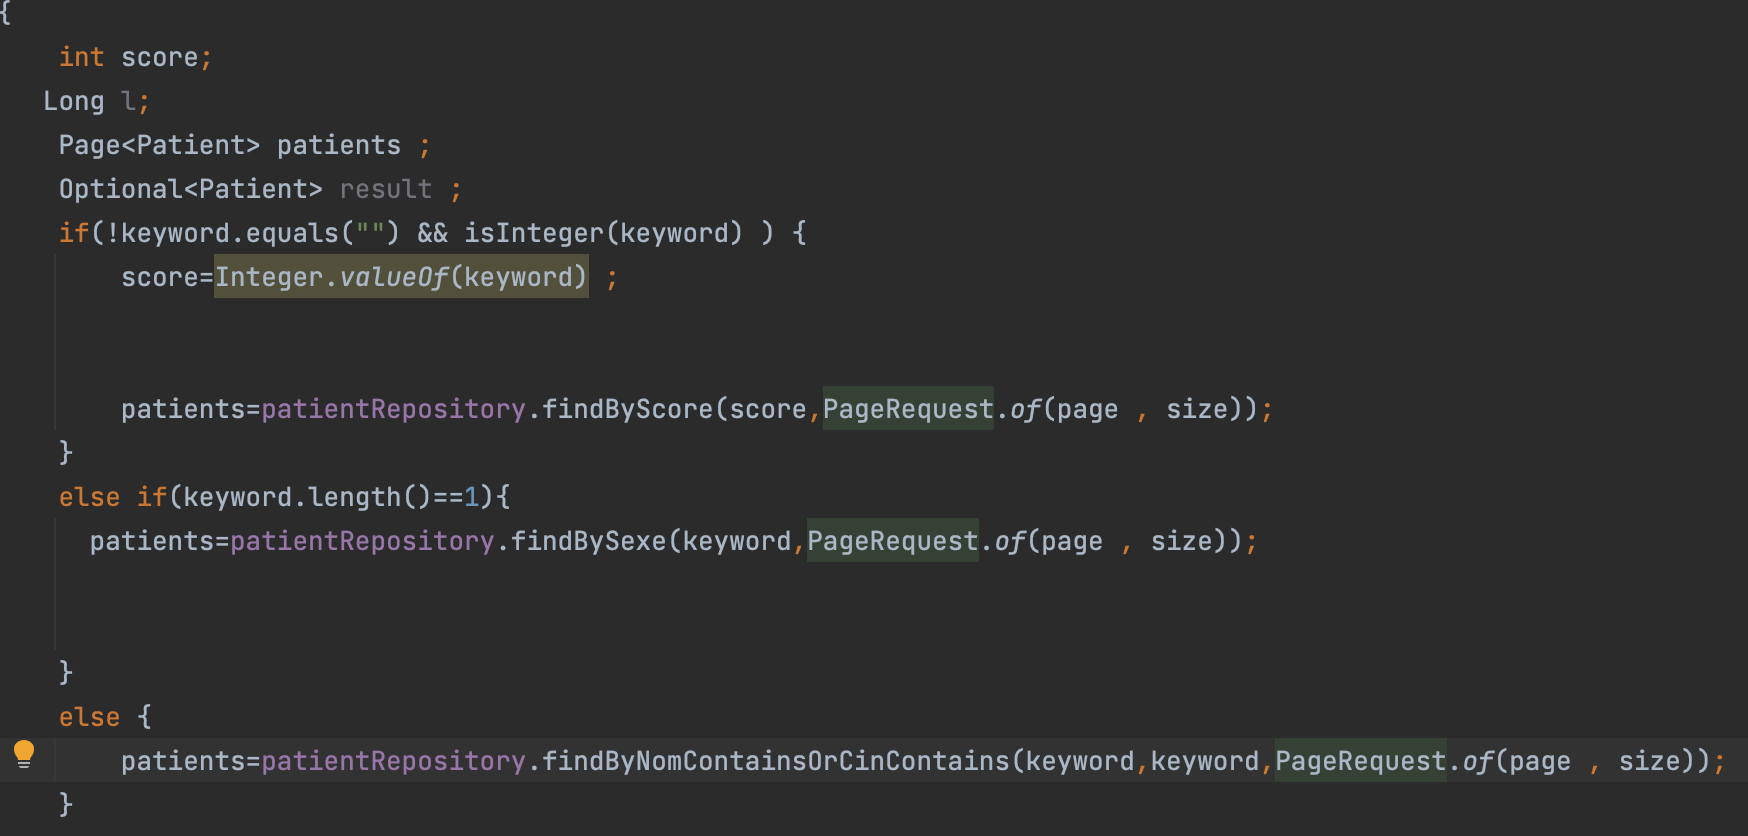 {
int score;
Long l;
Page<Patient> patients ;
Optional<Patient> result ;
if(!keyword.equals("") && isInteger(keyword) ) {
score=Integer.valueOf(keyword) ;
patients=patientRepository.findByScore(score,PageRequest.of(page , size));
}
else if(keyword.length()==1){
patients=patientRepository.findBySexe(keyword,PageRequest.of(page , size));
}
else {
patients=patientRepository.findByNomContainsOrCinContains(keyword,keyword,PageRequest.of(page , size));
}